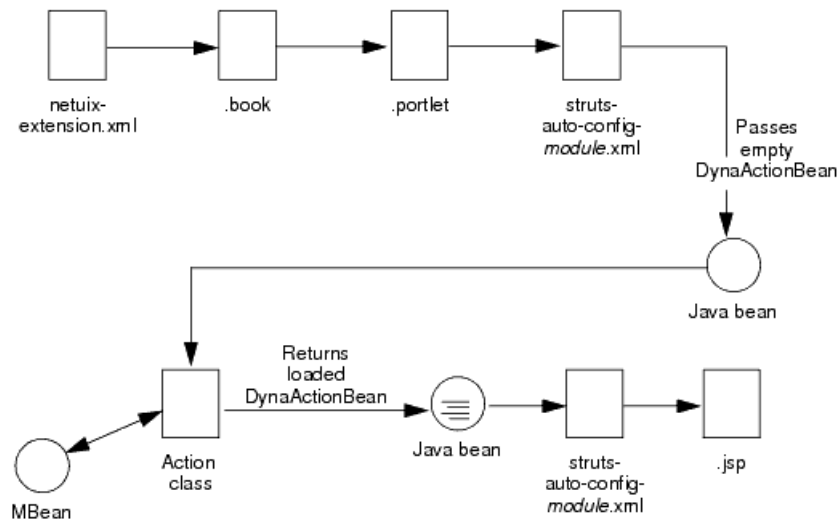 netuix-
extension.xml
.book
.portlet
struts-
auto-config-
module.xml
Passes
empty
DynaActionBean
Java bean
Returns
loaded
DynaActionBean
MBean
Action
class
Java bean
struts-
auto-config-
module.xml
.jsp